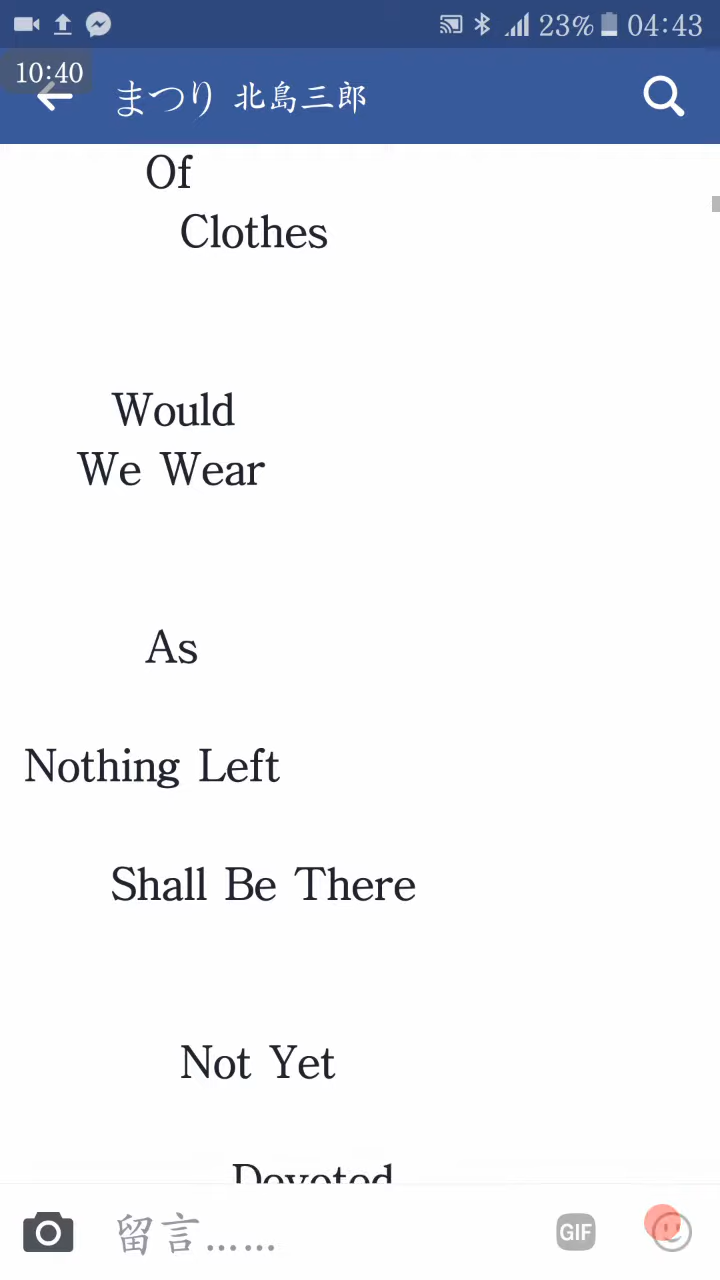 23% 04:43
10:40
まつり 北島三郎
Of
Clothes
Would
We Wear
As
Nothing Left
Shall Be There
Not Yet
Devoted
留言......
GIF